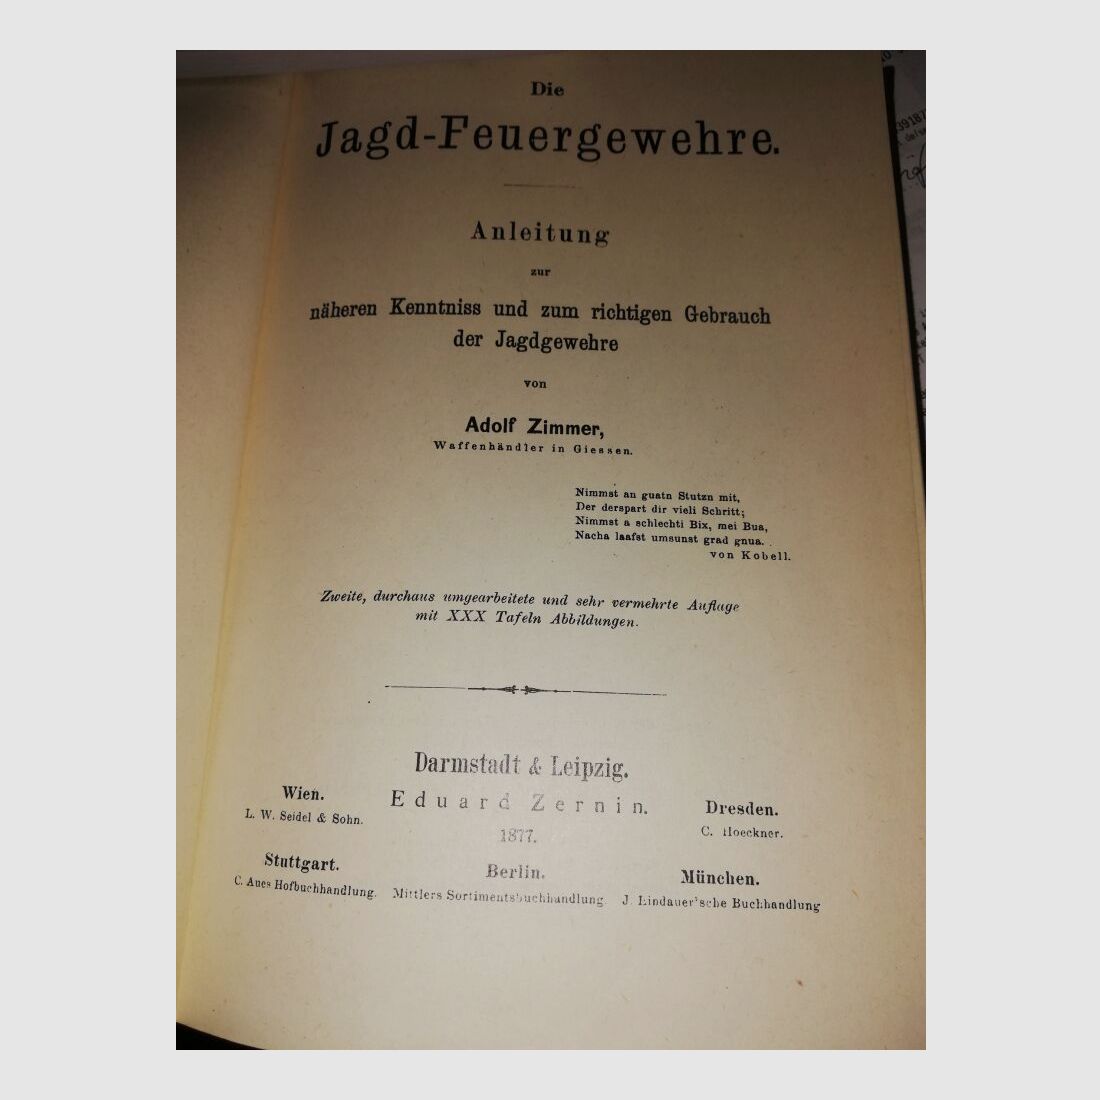 Die
Jagd-Feuergewehre.
Anleitung
zur
näheren Kenntniss und zum richtigen Gebrauch
der Jagdgewehre
von
Adolf Zimmer,
Waffenhändler in Giessen.
Nimmst an guatn Stutzn mit,
Der derspart dir vieli Schritt;
Nimmst a schlechti Bix, mei Bua,
Nacha laafst umsunst grad gnua.
von Kobell.
Zweite, durchaus umgearbeitete und sehr vermehrte Auflage
mit XXX Tafeln Abbildungen.
Darmstadt & Leipzig.
Eduard Zernin.
1877.
Wien.
L. W. Seidel & Sohn.
Dresden.
C. Hoeckner.
Stuttgart.
C. Aues Hofbuchhandlung.
Berlin.
Mittlers Sortimentsbuchhandlung
München.
J. Lindauer'sche Buchhandlung